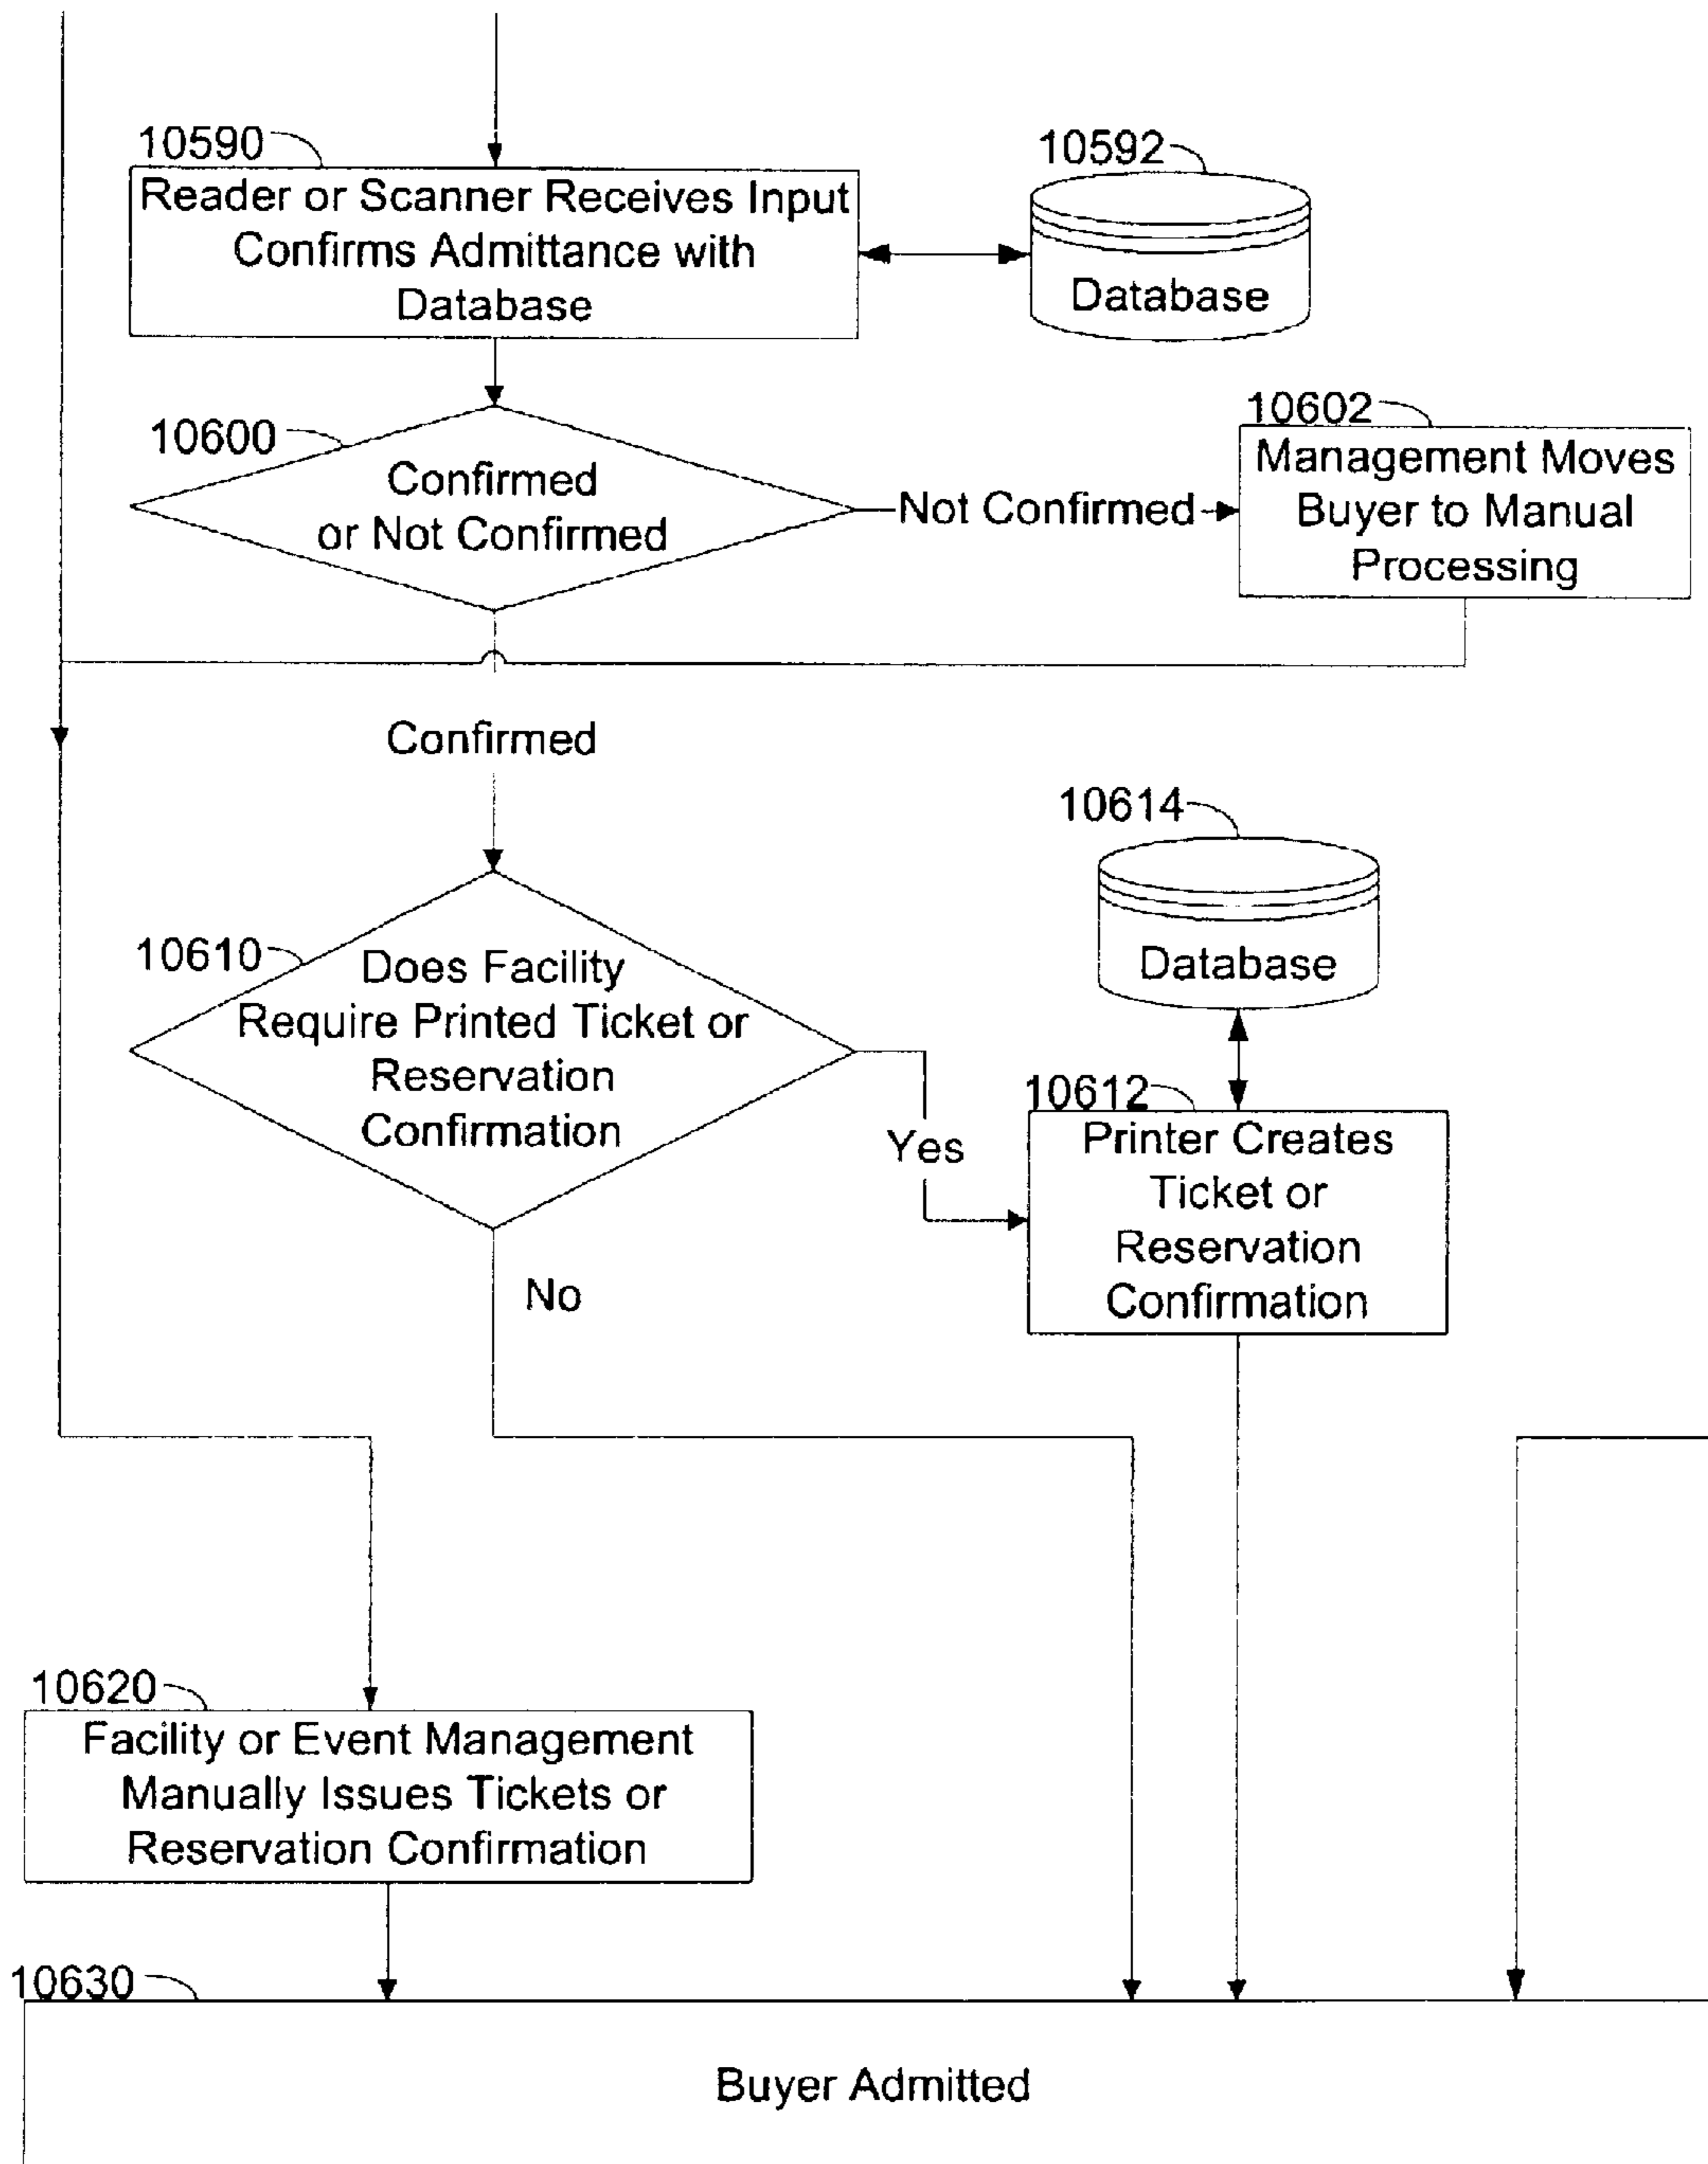 10590
Reader or Scanner Receives Input
Confirms Admittance with
Database
10592
Database
10600
Confirmed
or Not Confirmed
Not Confirmed
10602
Management Moves
Buyer to Manual
Processing
Confirmed
10610
Does Facility
Require Printed Ticket or
Reservation
Confirmation
10614
Database
Yes
10612
Printer Creates
Ticket or
Reservation
Confirmation
No
10620
Facility or Event Management
Manually Issues Tickets or
Reservation Confirmation
10630
Buyer Admitted